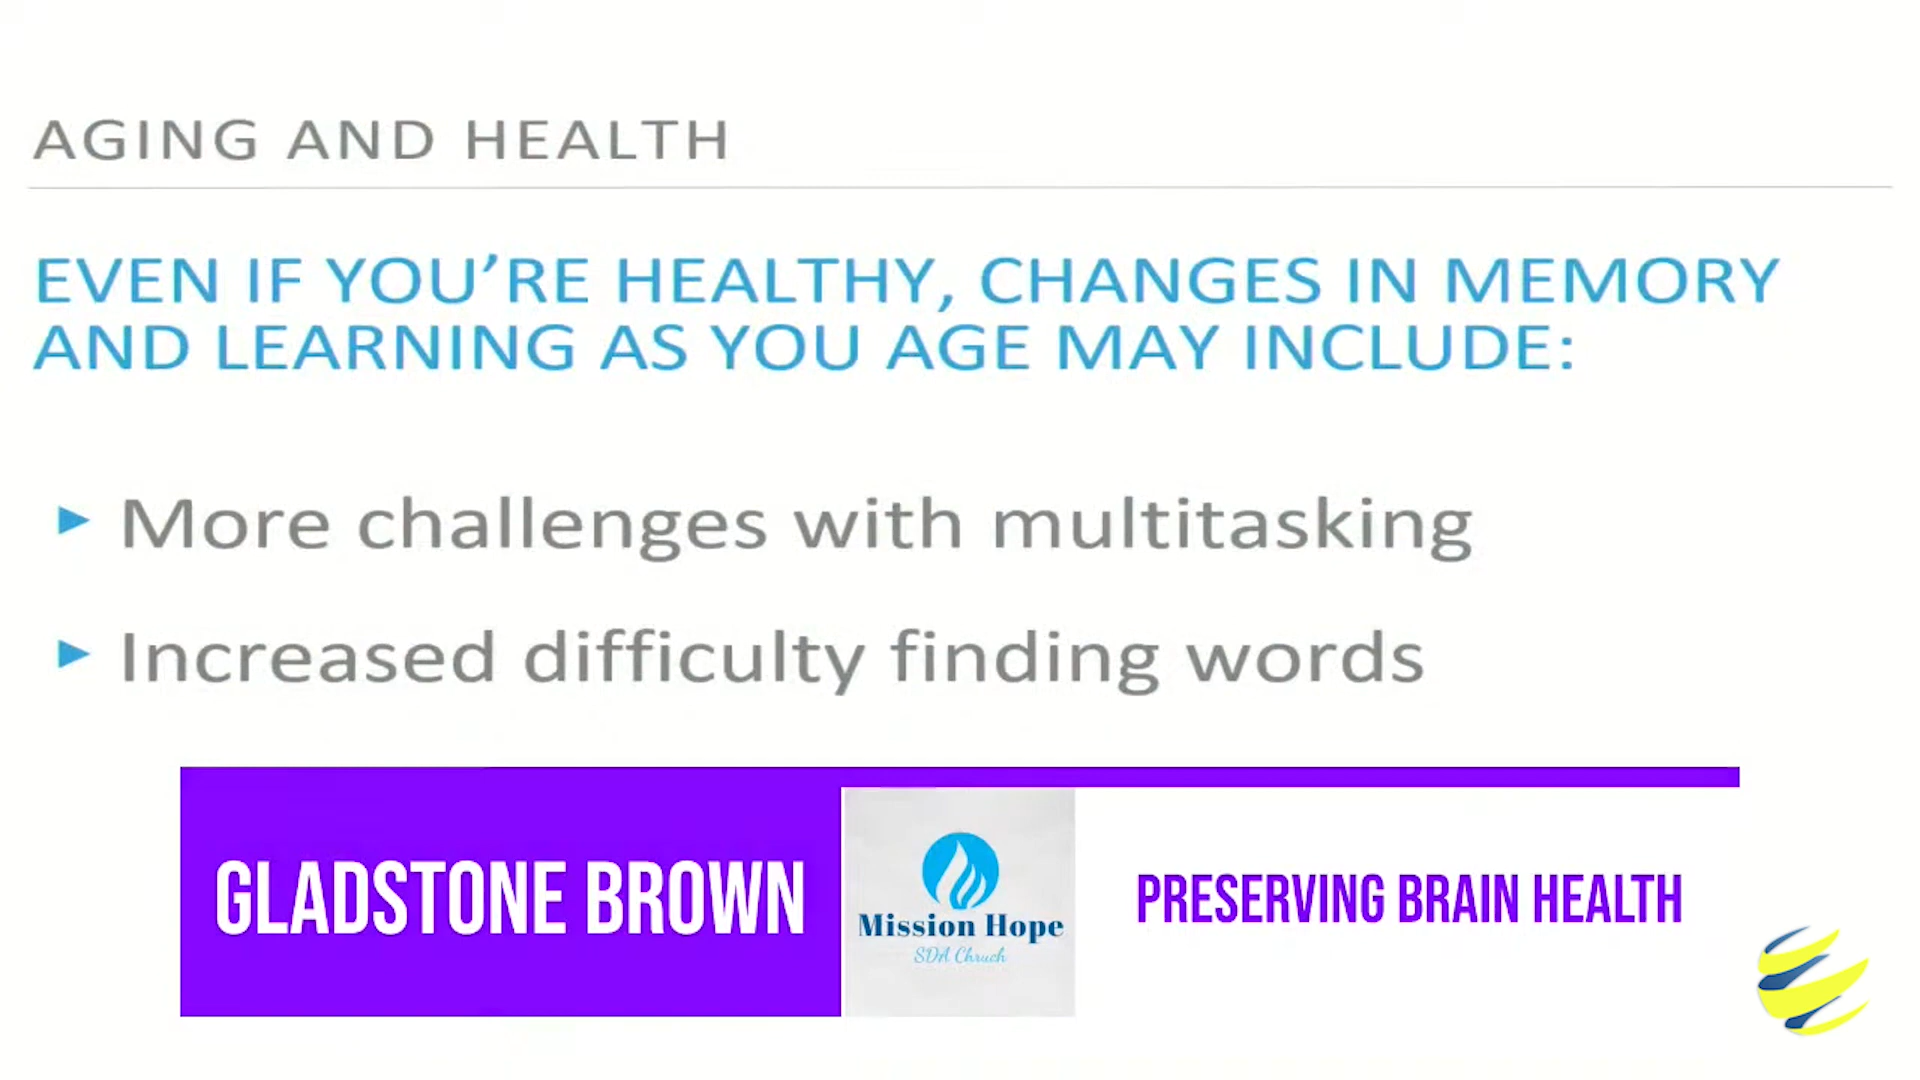 AGING AND HEALTH
EVEN IF YOU’RE HEALTHY, CHANGES IN MEMORY
AND LEARNING AS YOU AGE MAY INCLUDE:
More challenges with multitasking
Increased difficulty finding words
GLADSTONE BROWN
Mission Hope
SDA Chruch
PRESERVING BRAIN HEALTH